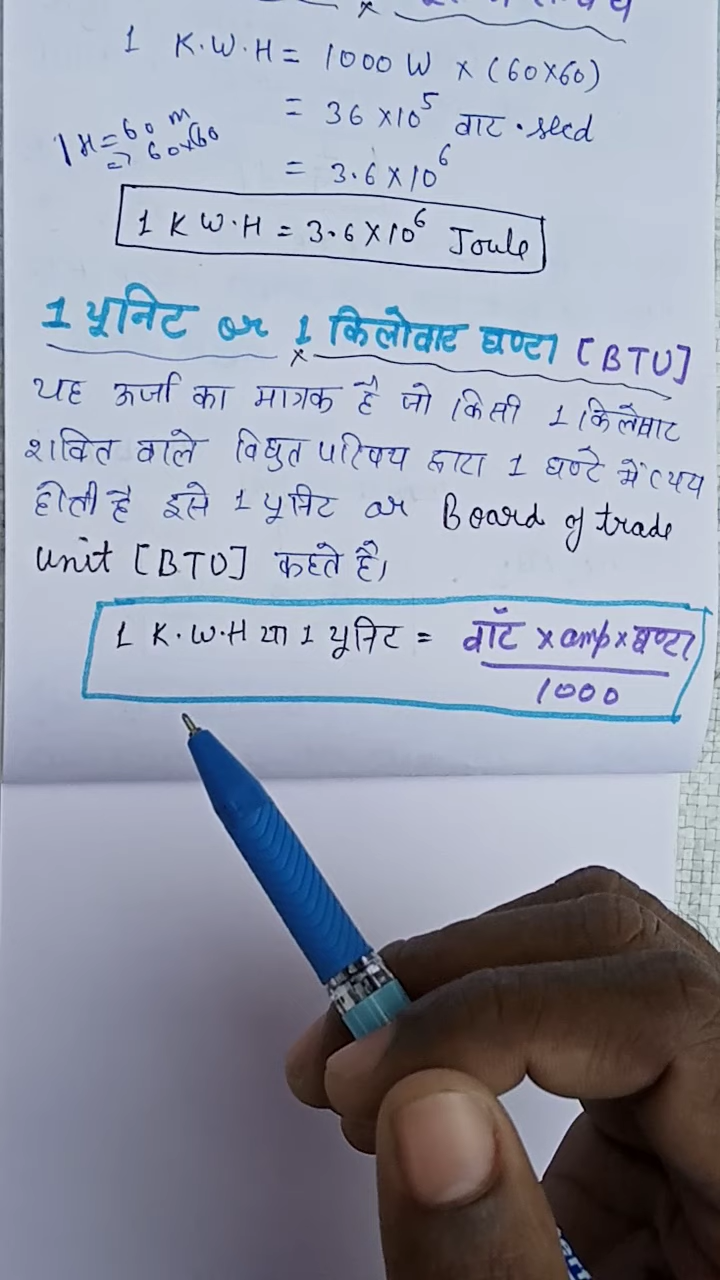 1 K.W.H = 1000 W × (60×60)
= 36 ×10⁵ वाट · secd
1 H = 60 m
=> 60×60
= 3.6 ×10⁶
1 K W.H = 3.6×10⁶ Joule
1 यूनिट or 1 किलोवाट घण्टा [BTU]
यह ऊर्जा का मात्रक है जो किसी 1 किलोवाट
शक्ति वाले विद्युत परिपथ द्वारा 1 घण्टे में व्यय
होती है इसे 1 यूनिट or Board of trade
unit [BTU] कहते है।
1 K.W.H या 1 यूनिट = वॉट × amp × घण्टा
1000